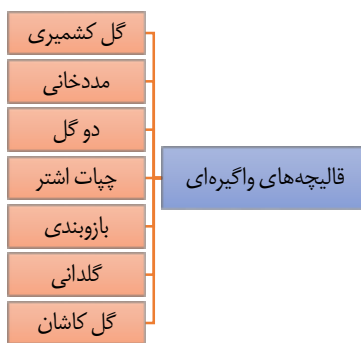 قالیچه‌های واگیره‌ای
گل کشمیری
مددخانی
دو گل
چپات اشتر
بازوبندی
گلدانی
گل کاشان